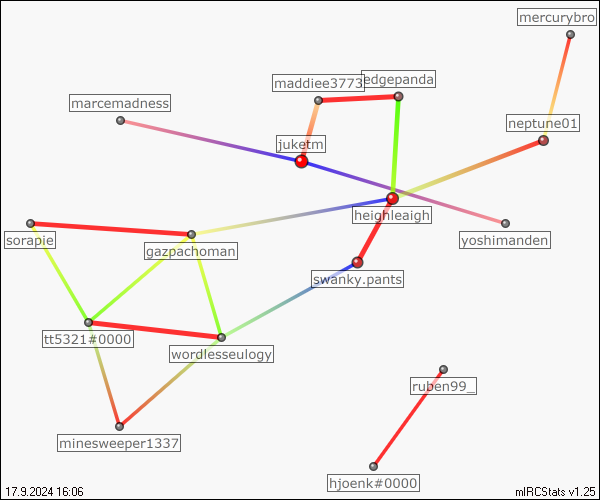 mercurybro
maddiee3773
edgepanda
marcemadness
neptune01
juketm
heighleaigh
sorapie
gazpachoman
yoshimanden
swanky.pants
tt5321#0000
wordlesseulogy
ruben99_
minesweeper1337
hjoenk#0000
17.9.2024 16:06
mIRCStats v1.25